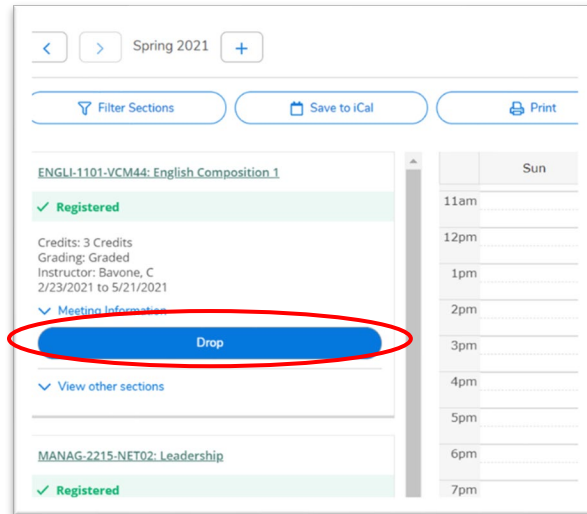 Spring 2021
Filter Sections
Save to iCal
Print
ENGLI-1101-VCM44: English Composition 1
Registered
Credits: 3 Credits
Grading: Graded
Instructor: Bavone, C
2/23/2021 to 5/21/2021
Meeting Information
Drop
View other sections
MANAG-2215-NET02: Leadership
Registered
Sun
11am
12pm
1pm
2pm
3pm
4pm
5pm
6pm
7pm